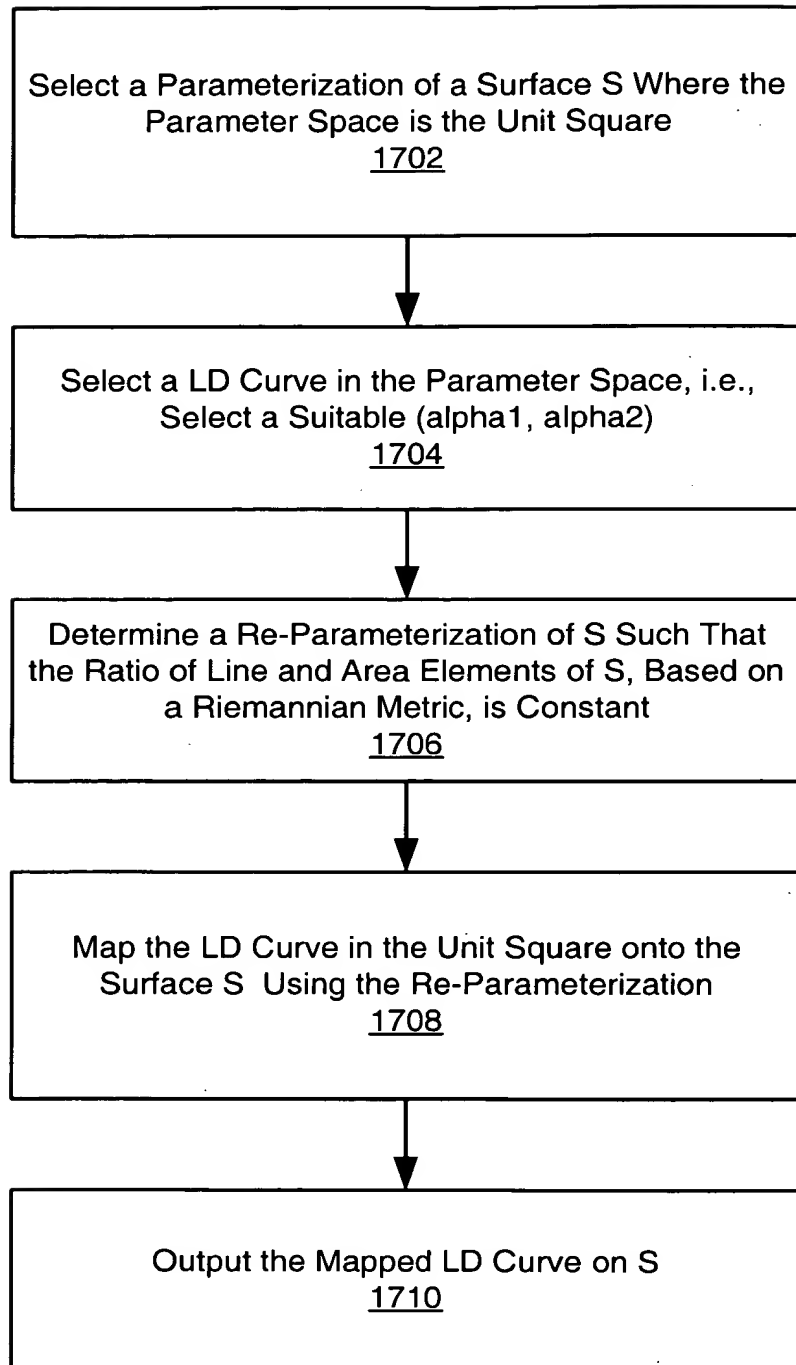 Select a Parameterization of a Surface S Where the
Parameter Space is the Unit Square
1702
Select a LD Curve in the Parameter Space, i.e.,
Select a Suitable (alpha1, alpha2)
1704
Determine a Re-Parameterization of S Such That
the Ratio of Line and Area Elements of S, Based on
a Riemannian Metric, is Constant
1706
Map the LD Curve in the Unit Square onto the
Surface S Using the Re-Parameterization
1708
Output the Mapped LD Curve on S
1710